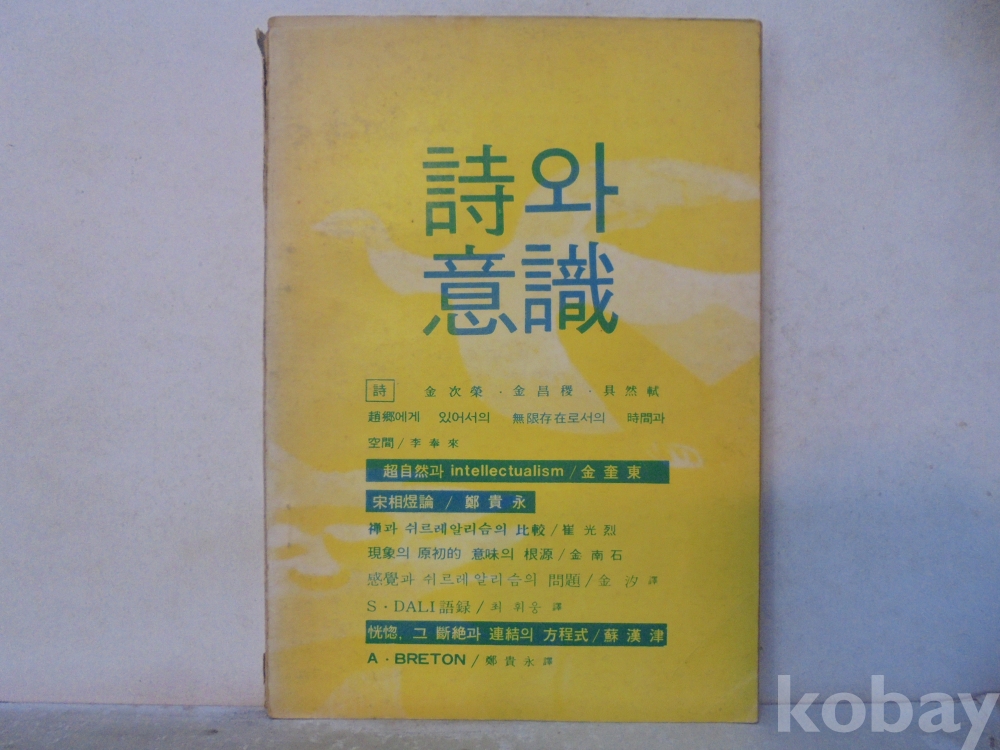 詩와
意識
詩 金次榮 · 金昌稷 · 具然軾
趙鄕에게 있어서의 無限存在로서의 時間과
空間 / 李奉來
超自然과 intellectualism / 金奎東
宋相煜論 / 鄭貴永
禪과 쉬르레알리슴의 比較 / 崔光烈
現象의 原初的 意味의 根源 / 金南石
感覺과 쉬르레알리슴의 問題 / 金汐 譯
S · DALI 語録 / 최휘웅 譯
恍惚, 그 斷絶과 連結의 方程式 / 蘇漢津
A · BRETON / 鄭貴永 譯
kobay